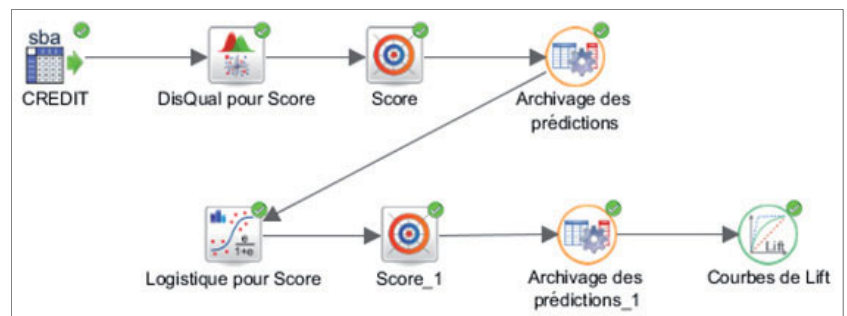 sba
CREDIT
DisQual pour Score
Score
Archivage des
prédictions
e
1+e
Logistique pour Score
Score_1
Archivage des
prédictions_1
Lift
Courbes de Lift